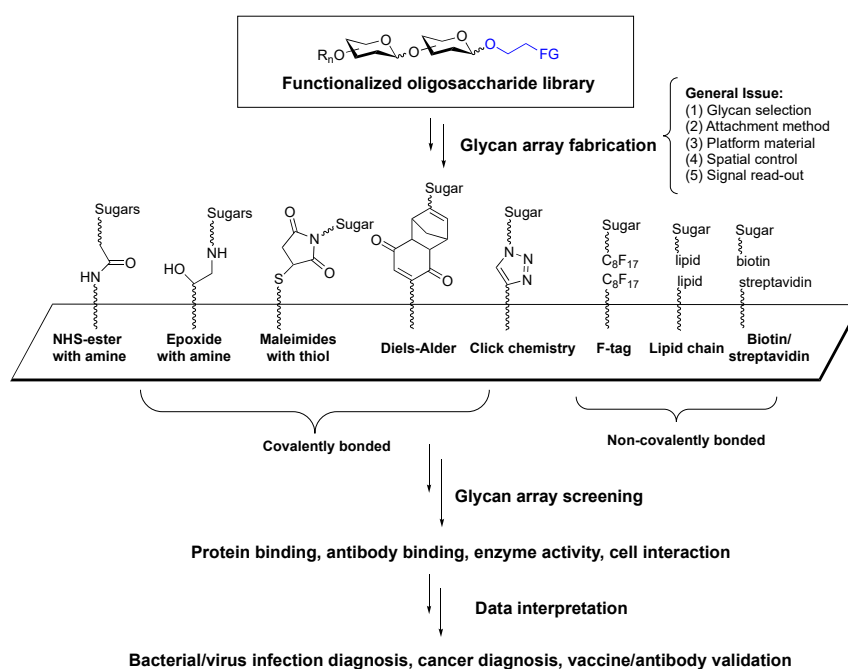 O
O
O
O
FG
RnO
Functionalized oligosaccharide library
General Issue:
(1) Glycan selection
(2) Attachment method
(3) Platform material
(4) Spatial control
(5) Signal read-out
Glycan array fabrication
Sugars
HN
O
Sugars
NH
HO
O
N
Sugar
O
S
Sugar
O
O
Sugar
N
N
N
Sugar
C8F17
C8F17
Sugar
lipid
lipid
Sugar
biotin
streptavidin
NHS-ester
with amine
Epoxide
with amine
Maleimides
with thiol
Diels-Alder
Click chemistry
F-tag
Lipid chain
Biotin/
streptavidin
Covalently bonded
Non-covalently bonded
Glycan array screening
Protein binding, antibody binding, enzyme activity, cell interaction
Data interpretation
Bacterial/virus infection diagnosis, cancer diagnosis, vaccine/antibody validation